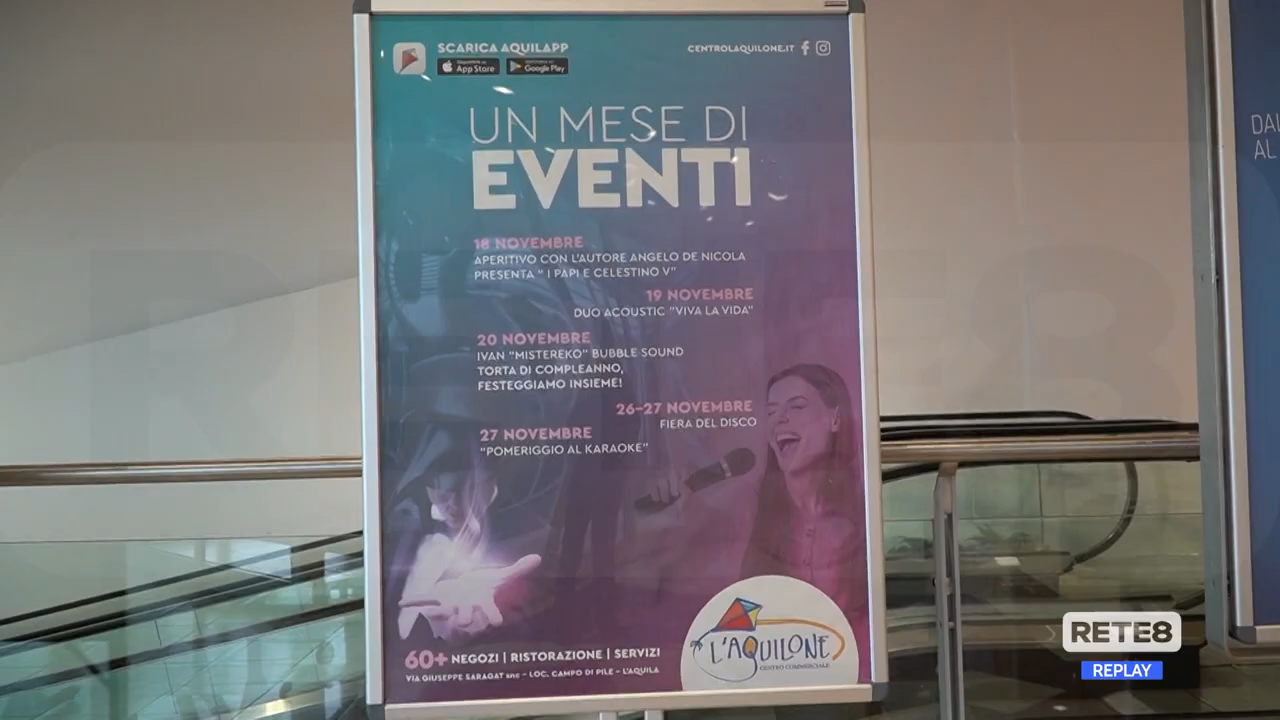 SCARICA AQUILAPP
App Store
Google Play
CENTROLAQUILONE.IT
UN MESE DI
EVENTI
18 NOVEMBRE
APERITIVO CON L'AUTORE ANGELO DE NICOLA
PRESENTA " I PAPI E CELESTINO V"
19 NOVEMBRE
DUO ACOUSTIC "VIVA LA VIDA"
20 NOVEMBRE
IVAN "MISTEREKO" BUBBLE SOUND
TORTA DI COMPLEANNO,
FESTEGGIAMO INSIEME!
26-27 NOVEMBRE
FIERA DEL DISCO
27 NOVEMBRE
"POMERIGGIO AL KARAOKE"
60+ NEGOZI | RISTORAZIONE | SERVIZI
VIA GIUSEPPE SARAGAT snc - LOC. CAMPO DI PILE - L'AQUILA
L'AQUILONE
CENTRO COMMERCIALE
DAL
AL
RETE8
RETE8
REPLAY